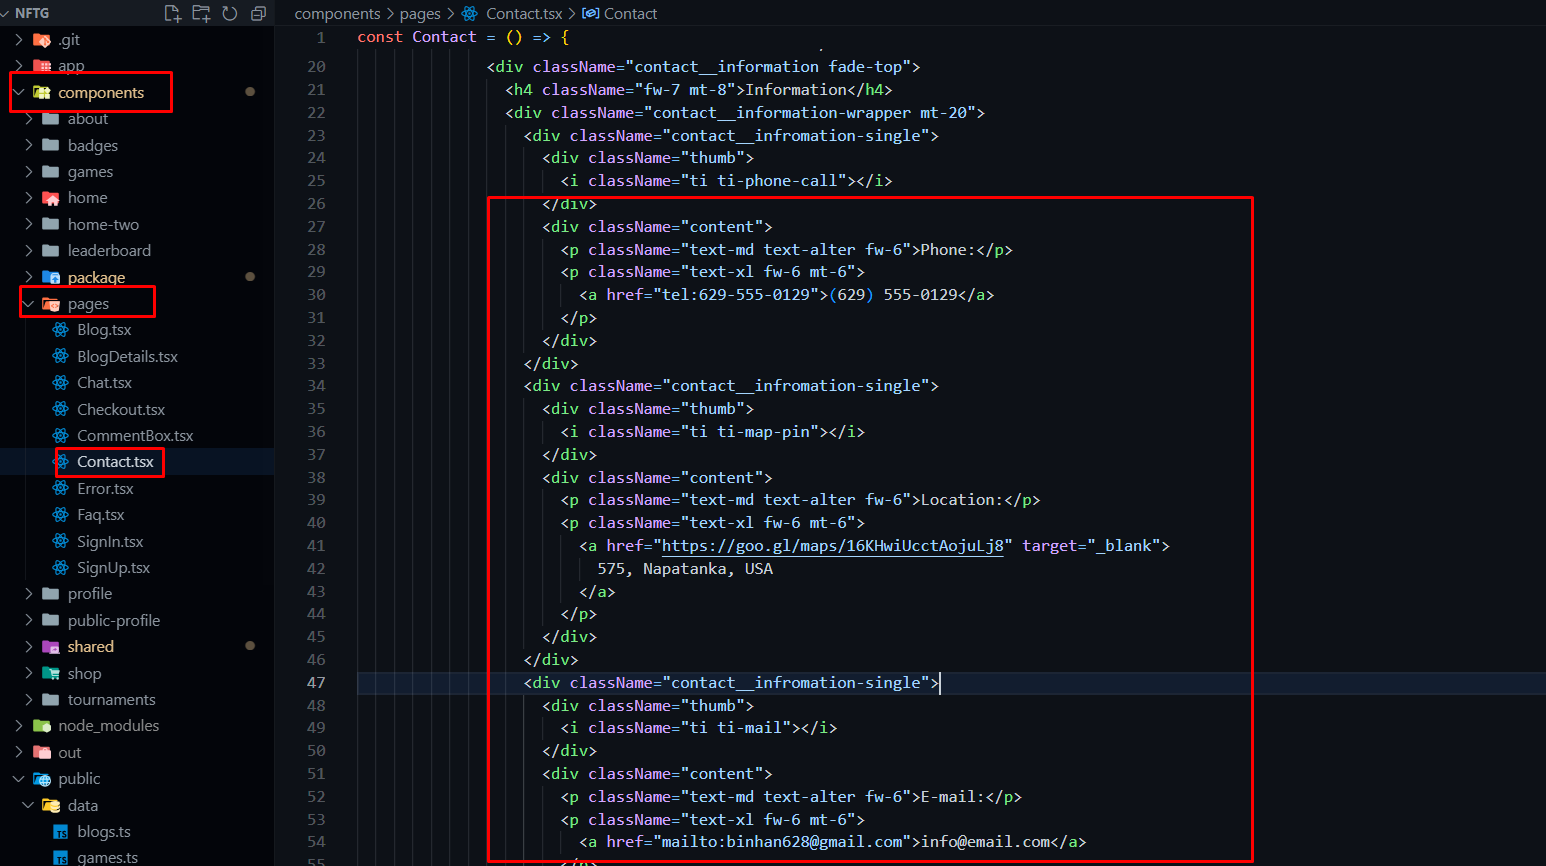 NFTG
.git
app
components
about
badges
games
home
home-two
leaderboard
package
pages
Blog.tsx
BlogDetails.tsx
Chat.tsx
Checkout.tsx
CommentBox.tsx
Contact.tsx
Error.tsx
Faq.tsx
SignIn.tsx
SignUp.tsx
profile
public-profile
shared
shop
tournaments
node_modules
out
public
data
TS blogs.ts
TS games.ts
components > pages > Contact.tsx > Contact
1 const Contact = () => {
20 <div className="contact__information fade-top">
21 <h4 className="fw-7 mt-8">Information</h4>
22 <div className="contact__information-wrapper mt-20">
23 <div className="contact__infromation-single">
24 <div className="thumb">
25 <i className="ti ti-phone-call"></i>
26 </div>
27 <div className="content">
28 <p className="text-md text-alter fw-6">Phone:</p>
29 <p className="text-xl fw-6 mt-6">
30 <a href="tel:629-555-0129">(629) 555-0129</a>
31 </p>
32 </div>
33 </div>
34 <div className="contact__infromation-single">
35 <div className="thumb">
36 <i className="ti ti-map-pin"></i>
37 </div>
38 <div className="content">
39 <p className="text-md text-alter fw-6">Location:</p>
40 <p className="text-xl fw-6 mt-6">
41 <a href="https://goo.gl/maps/16KHwiUcctAojuLj8" target="_blank">
42 575, Napatanka, USA
43 </a>
44 </p>
45 </div>
46 </div>
47 <div className="contact__infromation-single">
48 <div className="thumb">
49 <i className="ti ti-mail"></i>
50 </div>
51 <div className="content">
52 <p className="text-md text-alter fw-6">E-mail:</p>
53 <p className="text-xl fw-6 mt-6">
54 <a href="mailto:binhan628@gmail.com">info@email.com</a>
55 </p>